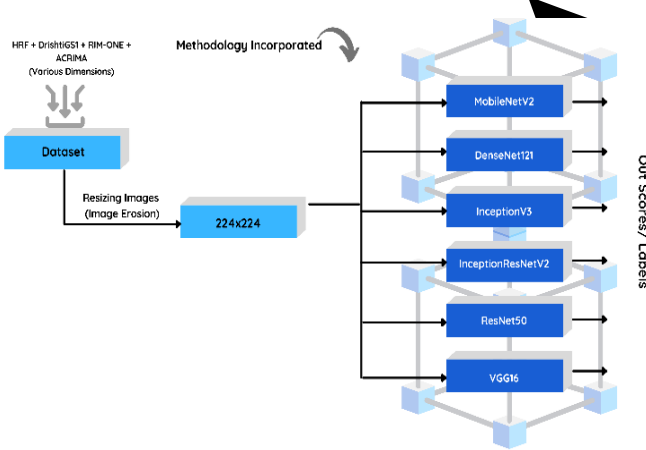 HRF + DrishtiGS1 + RIM-ONE +
ACRIMA
(Various Dimensions)
Methodology Incorporated
Dataset
Resizing Images
(Image Erosion)
224x224
MobileNetV2
DenseNet121
InceptionV3
InceptionResNetV2
ResNet50
VGG16
Out Scores/ Labels